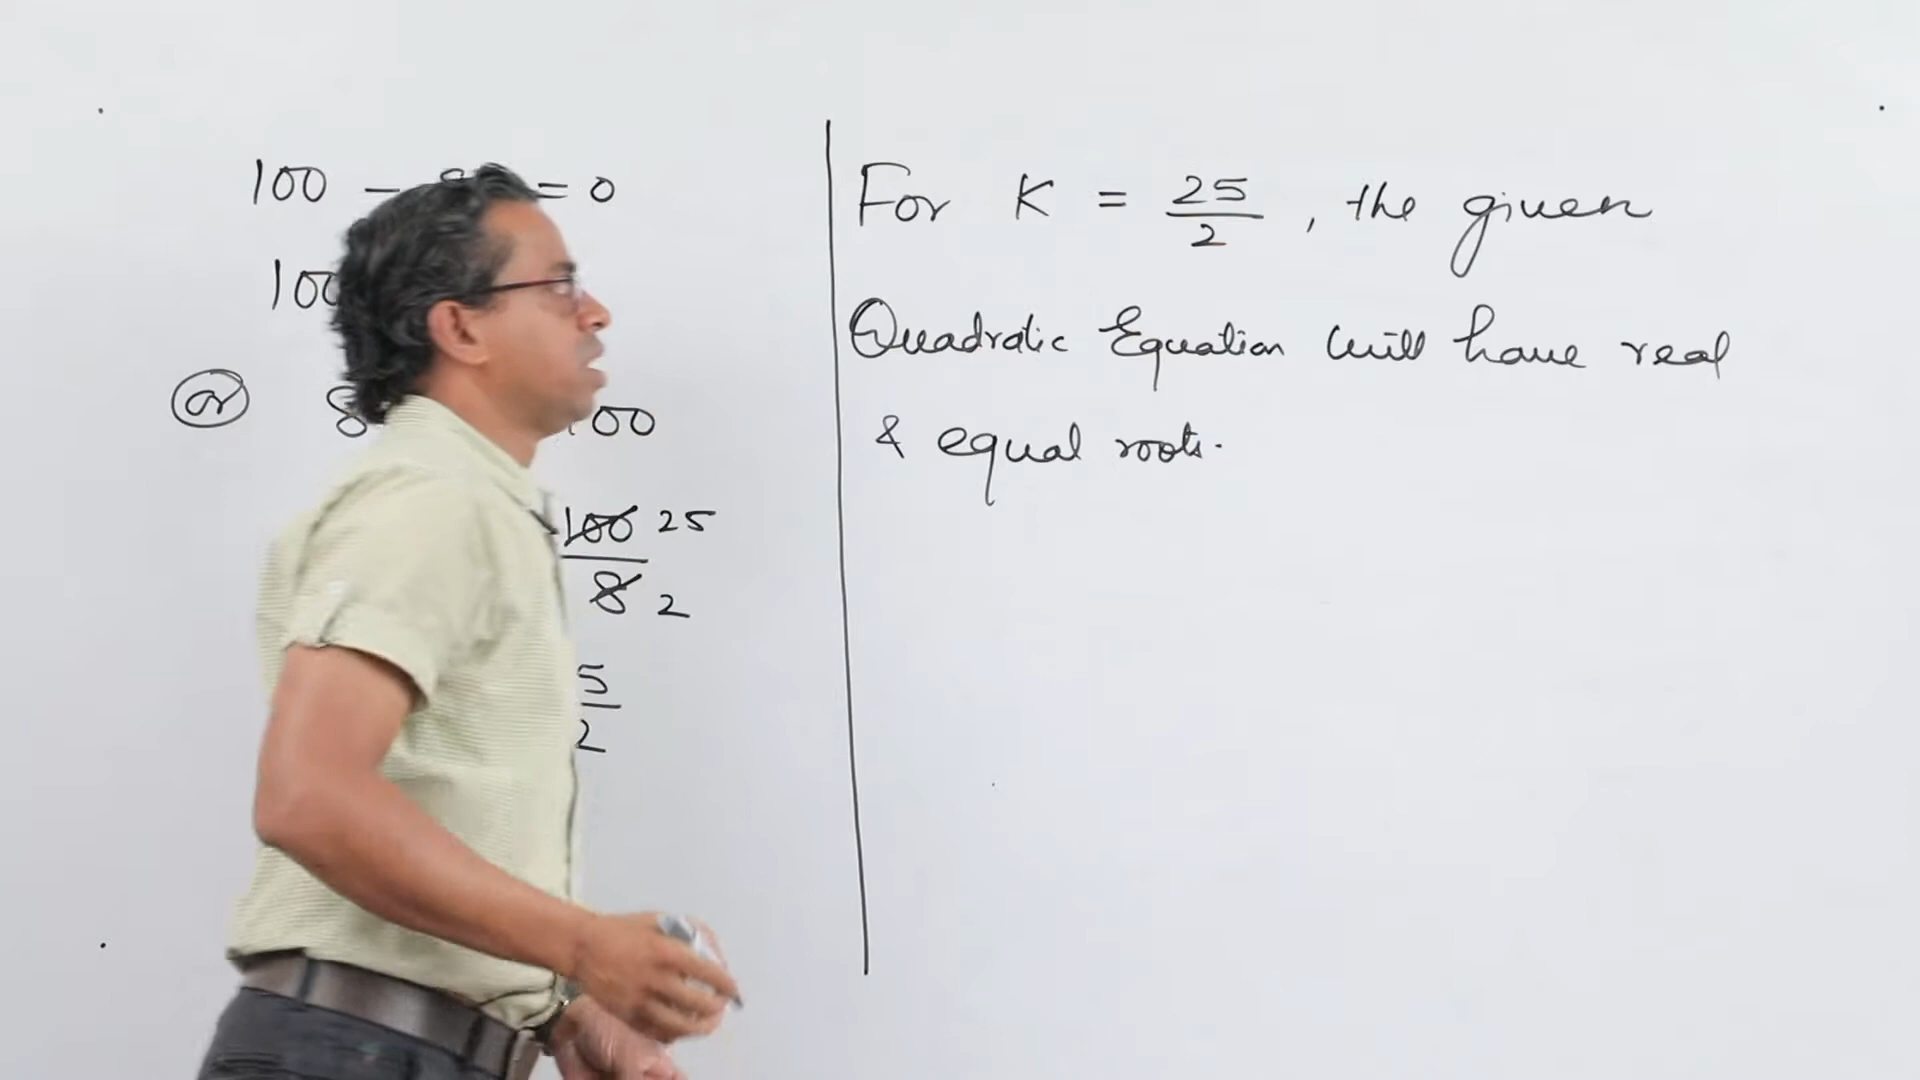 100 - = 0
100
or 8 100
100 25
8 2
5
2
For K = 25/2, the given
Quadratic Equation will have real
& equal roots.